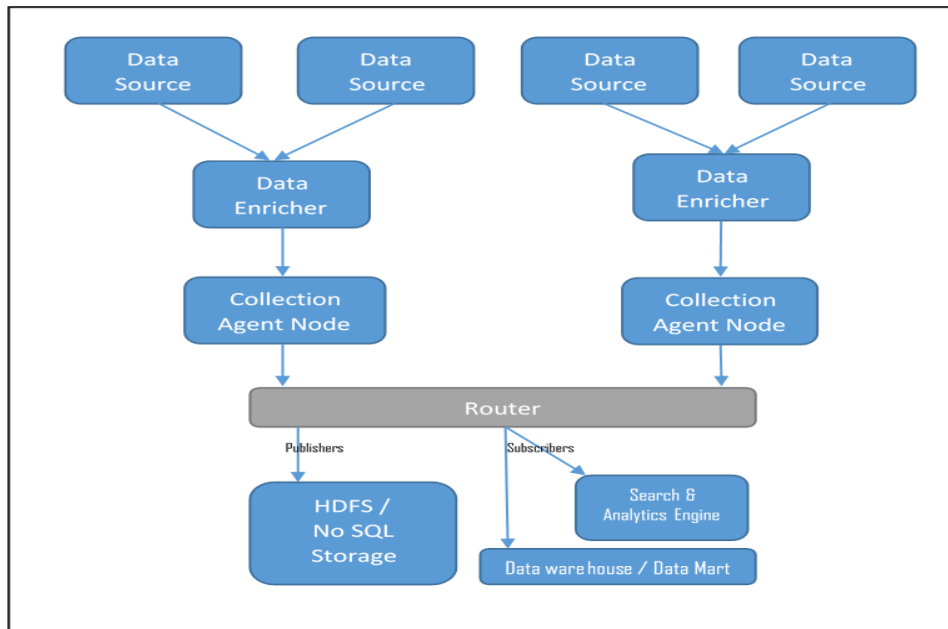 Data
Source
Data
Source
Data
Source
Data
Source
Data
Enricher
Data
Enricher
Collection
Agent Node
Collection
Agent Node
Router
Publishers
Subscribers
HDFS /
No SQL
Storage
Search &
Analytics Engine
Data ware house / Data Mart